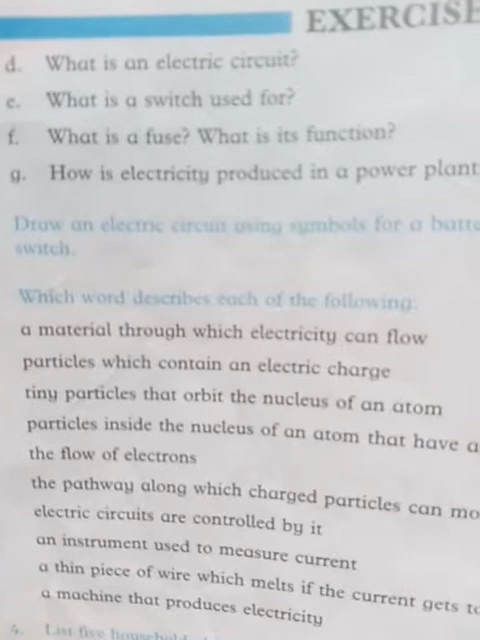 EXERCISE
d. What is an electric circuit?
e. What is a switch used for?
f. What is a fuse? What is its function?
g. How is electricity produced in a power plant
Draw an electric circuit using symbols for a batte
switch.
Which word describes each of the following:
a material through which electricity can flow
particles which contain an electric charge
tiny particles that orbit the nucleus of an atom
particles inside the nucleus of an atom that have a
the flow of electrons
the pathway along which charged particles can mo
electric circuits are controlled by it
an instrument used to measure current
a thin piece of wire which melts if the current gets to
a machine that produces electricity
4. List five household